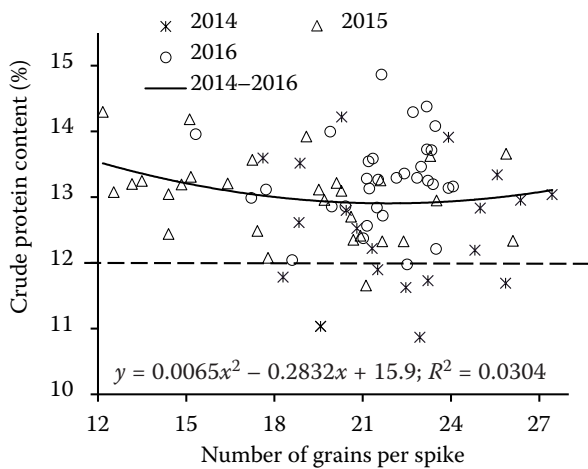 2014 2015
2016
2014–2016
Crude protein content (%)
15
14
13
12
11
10
y = 0.0065x² – 0.2832x + 15.9; R² = 0.0304
12 15 18 21 24 27
Number of grains per spike